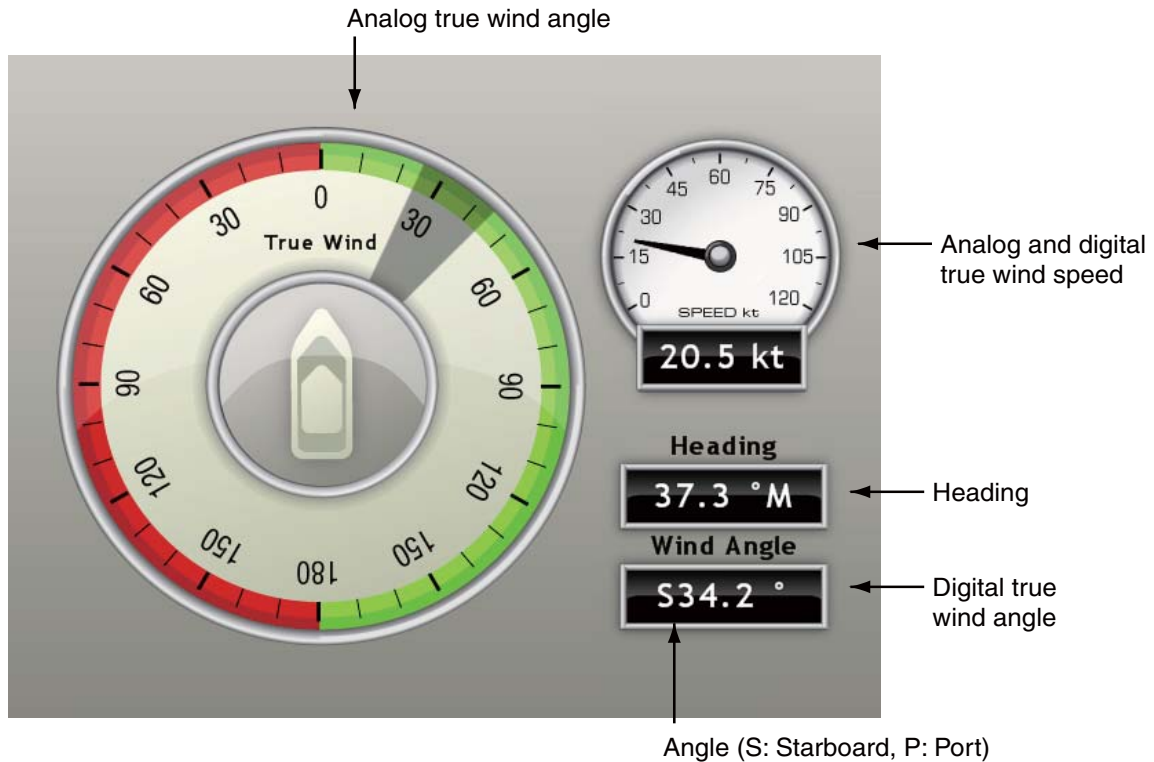 Analog true wind angle
0
30
60
90
120
150
180
150
120
90
60
30
True Wind
0
15
30
45
60
75
90
105
120
SPEED kt
20.5 kt
Analog and digital
true wind speed
Heading
37.3 °M
Heading
Wind Angle
S34.2 °
Digital true
wind angle
Angle (S: Starboard, P: Port)